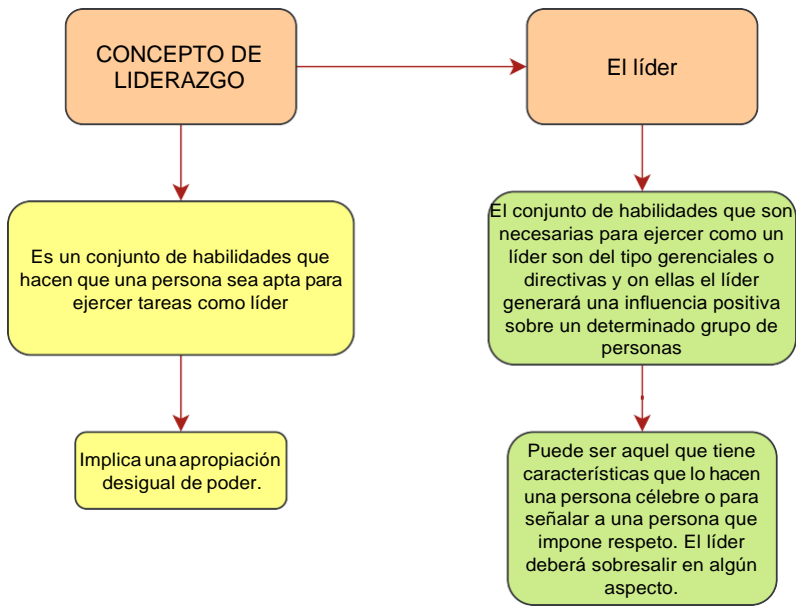 CONCEPTO DE
LIDERAZGO
El líder
Es un conjunto de habilidades que
hacen que una persona sea apta para
ejercer tareas como líder
El conjunto de habilidades que son
necesarias para ejercer como un
líder son del tipo gerenciales o
directivas y on ellas el líder
generará una influencia positiva
sobre un determinado grupo de
personas
Implica una apropiación
desigual de poder.
Puede ser aquel que tiene
características que lo hacen
una persona célebre o para
señalar a una persona que
impone respeto. El líder
deberá sobresalir en algún
aspecto.